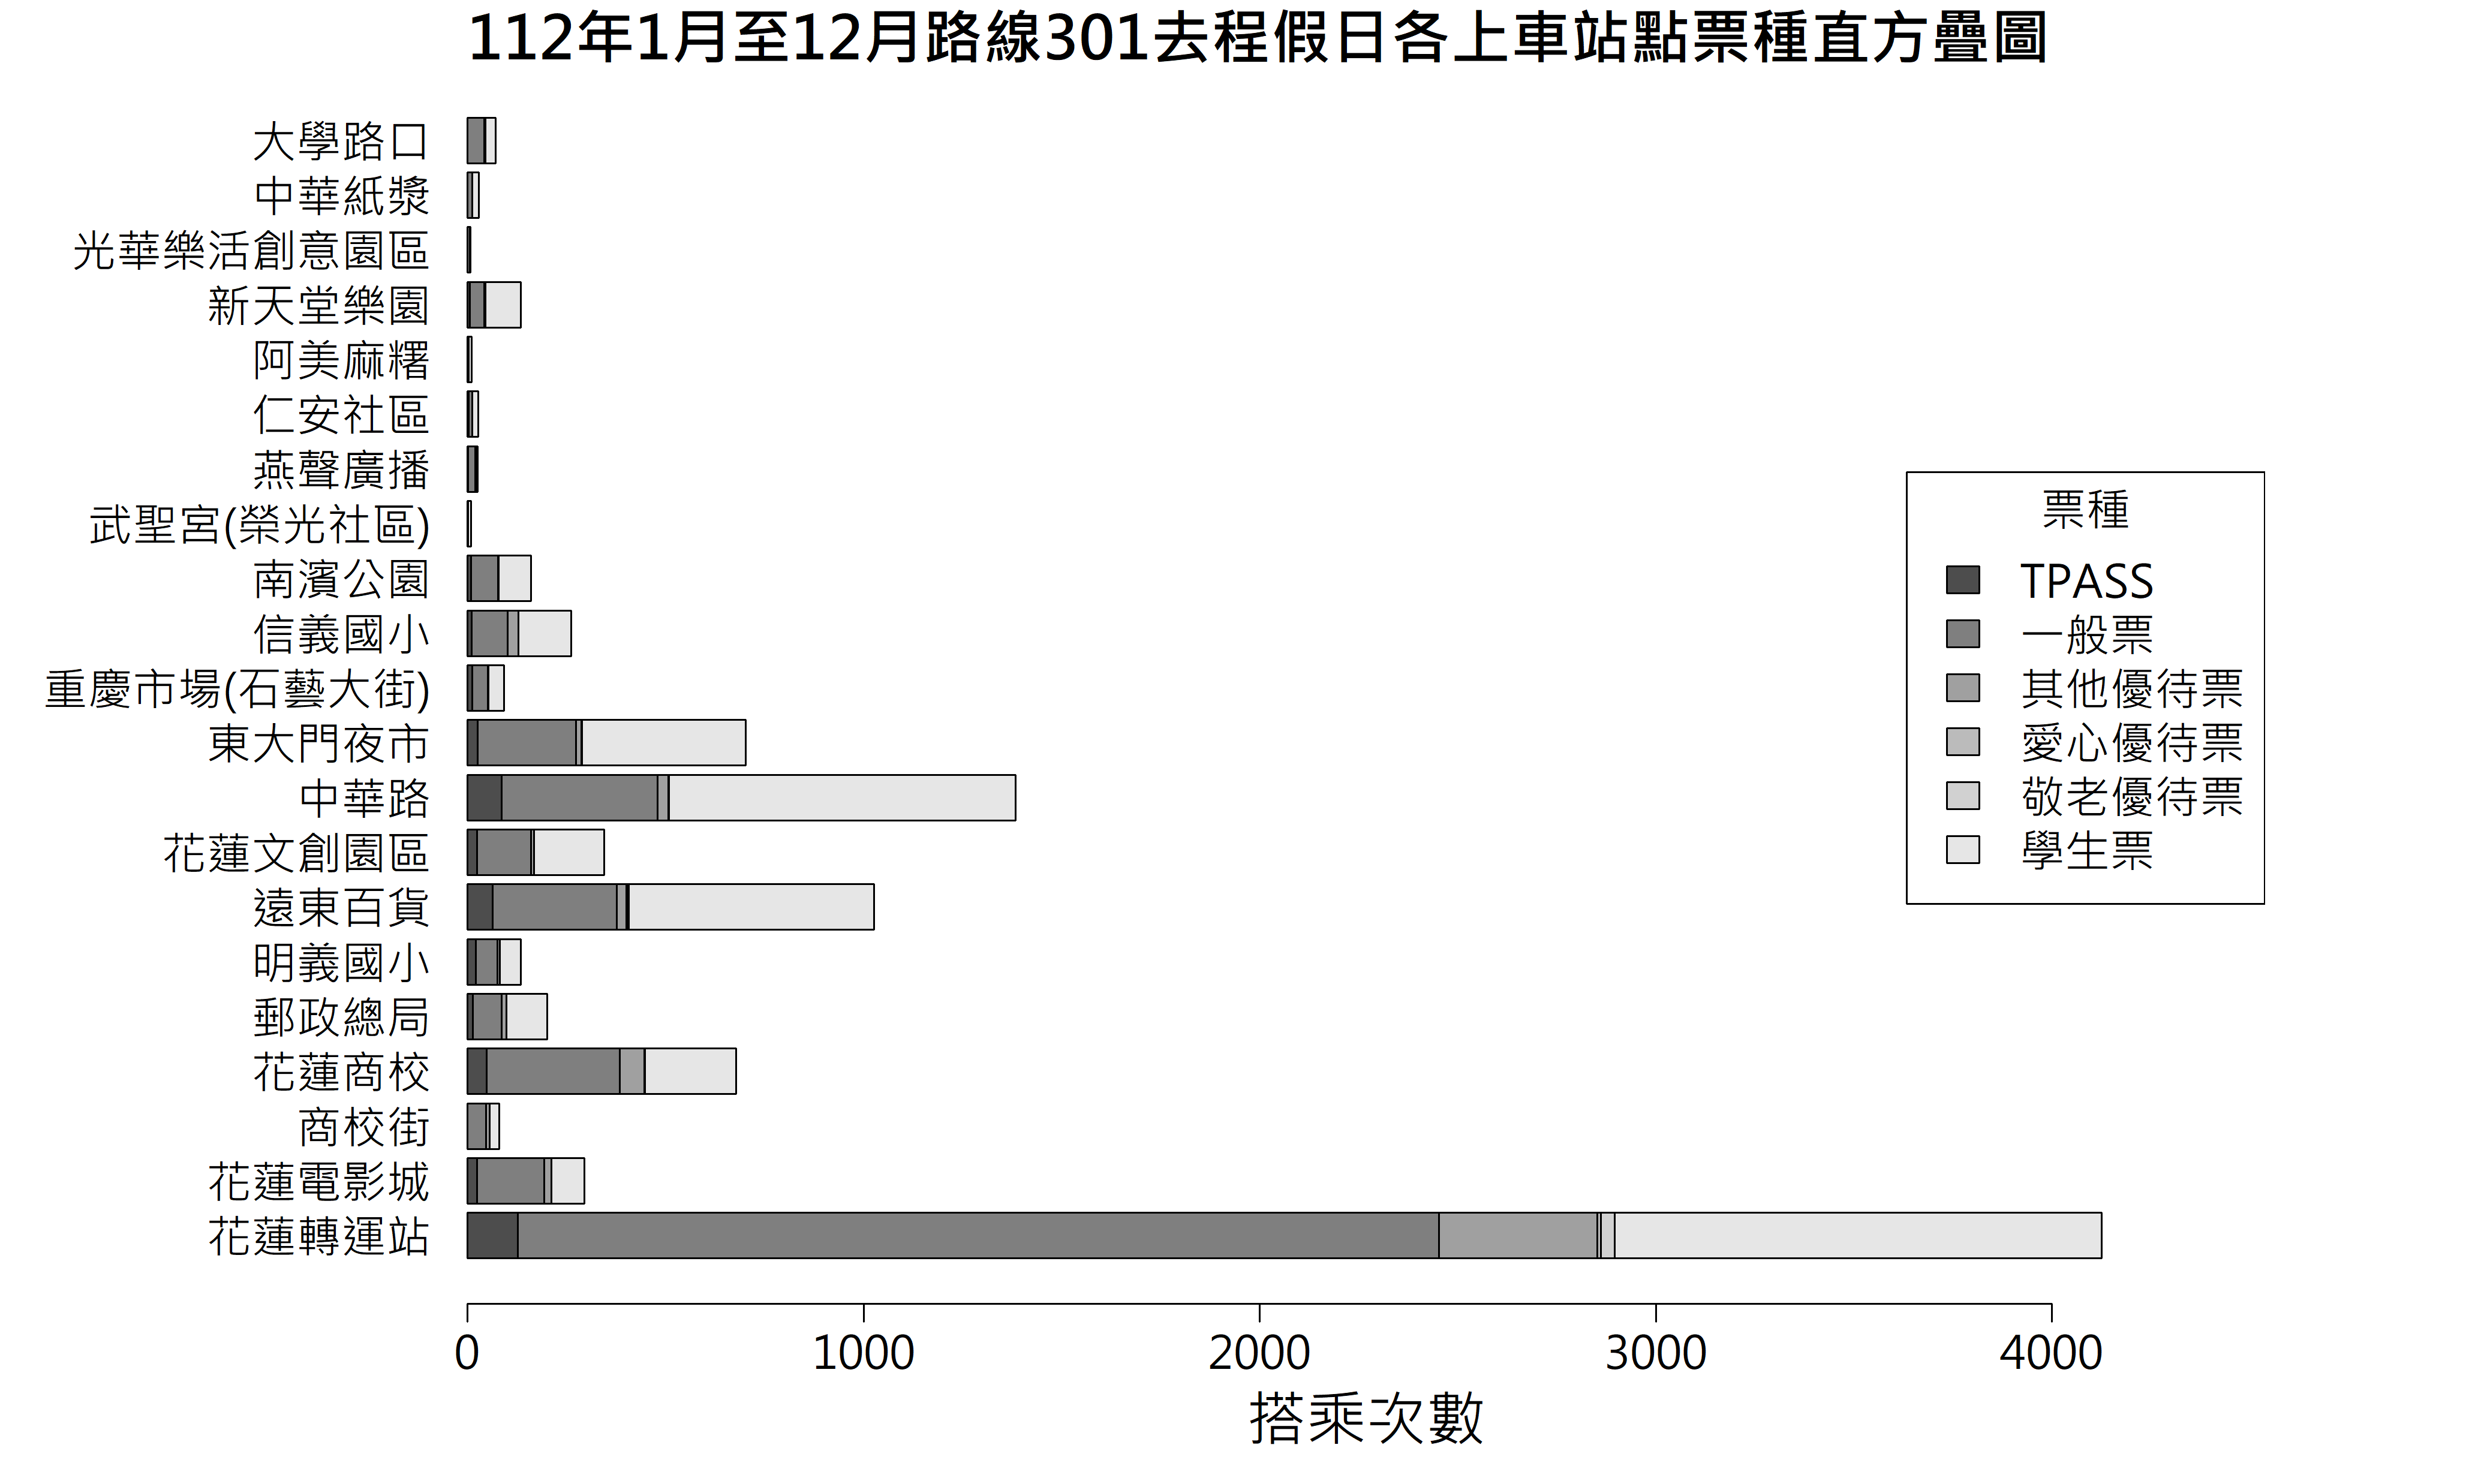 112年1月至12月路線301去程假日各上車站點票種直方疊圖
大學路口
中華紙漿
光華樂活創意園區
新天堂樂園
阿美麻糬
仁安社區
燕聲廣播
武聖宮(榮光社區)
南濱公園
信義國小
重慶市場(石藝大街)
東大門夜市
中華路
花蓮文創園區
遠東百貨
明義國小
郵政總局
花蓮商校
商校街
花蓮電影城
花蓮轉運站
票種
TPASS
一般票
其他優待票
愛心優待票
敬老優待票
學生票
0 1000 2000 3000 4000
搭乘次數